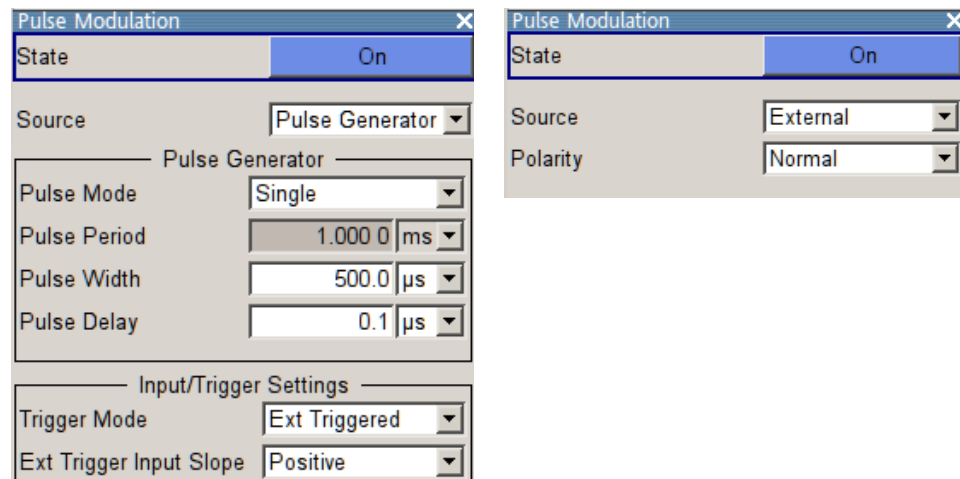 Pulse Modulation
State On
Source Pulse Generator
Pulse Generator
Pulse Mode Single
Pulse Period 1.000 0 ms
Pulse Width 500.0 µs
Pulse Delay 0.1 µs
Input/Trigger Settings
Trigger Mode Ext Triggered
Ext Trigger Input Slope Positive
Pulse Modulation
State On
Source External
Polarity Normal